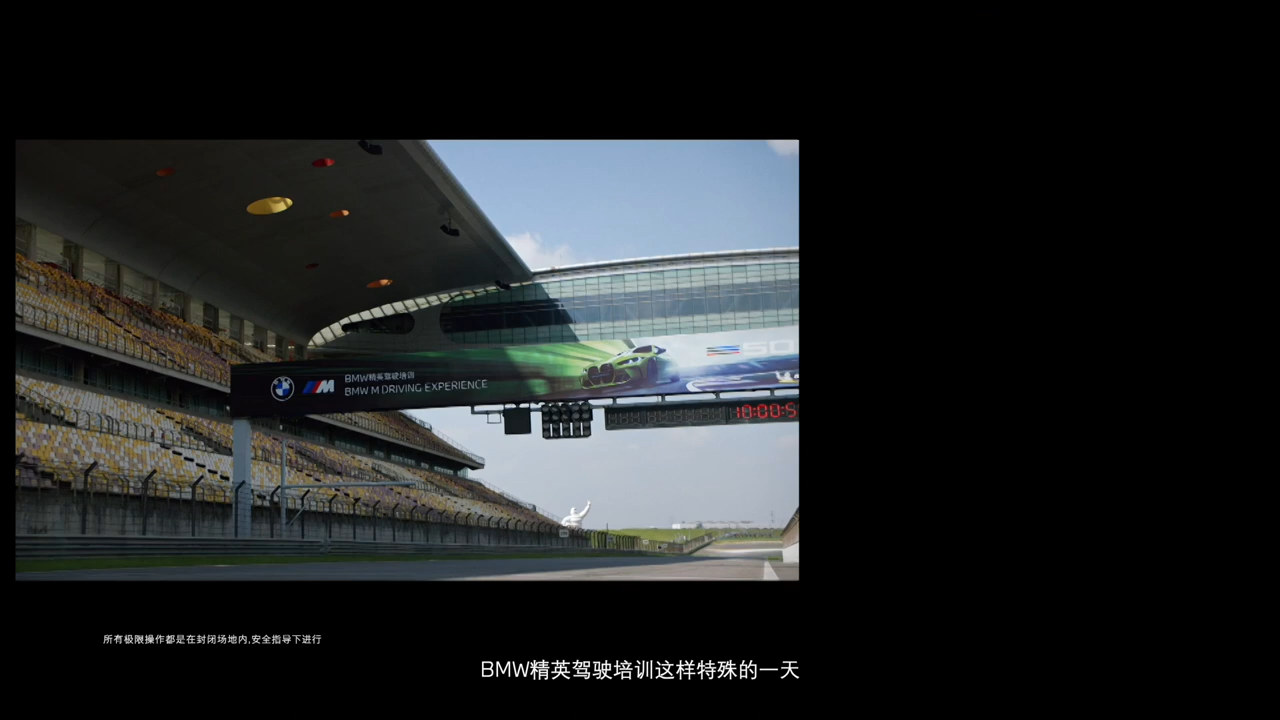 BMW精英驾驶培训
BMW M DRIVING EXPERIENCE
50
10:00:5
所有极限操作都是在封闭场地内,安全指导下进行
BMW精英驾驶培训这样特殊的一天